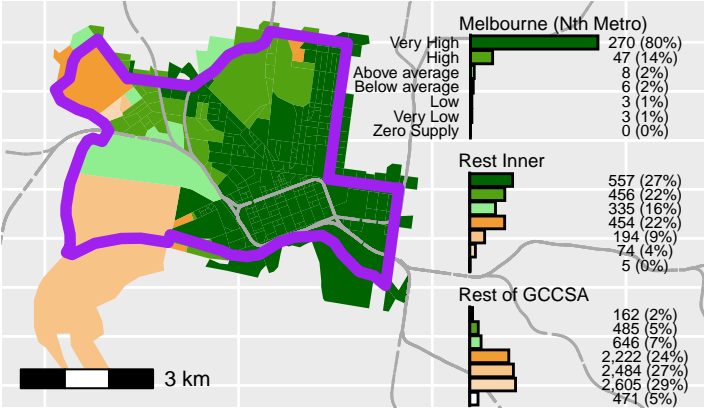 Melbourne (Nth Metro)
Very High 270 (80%)
High 47 (14%)
Above average 8 (2%)
Below average 6 (2%)
Low 3 (1%)
Very Low 3 (1%)
Zero Supply 0 (0%)
Rest Inner
557 (27%)
456 (22%)
335 (16%)
454 (22%)
194 (9%)
74 (4%)
5 (0%)
Rest of GCCSA
162 (2%)
485 (5%)
646 (7%)
2,222 (24%)
2,484 (27%)
2,605 (29%)
471 (5%)
3 km